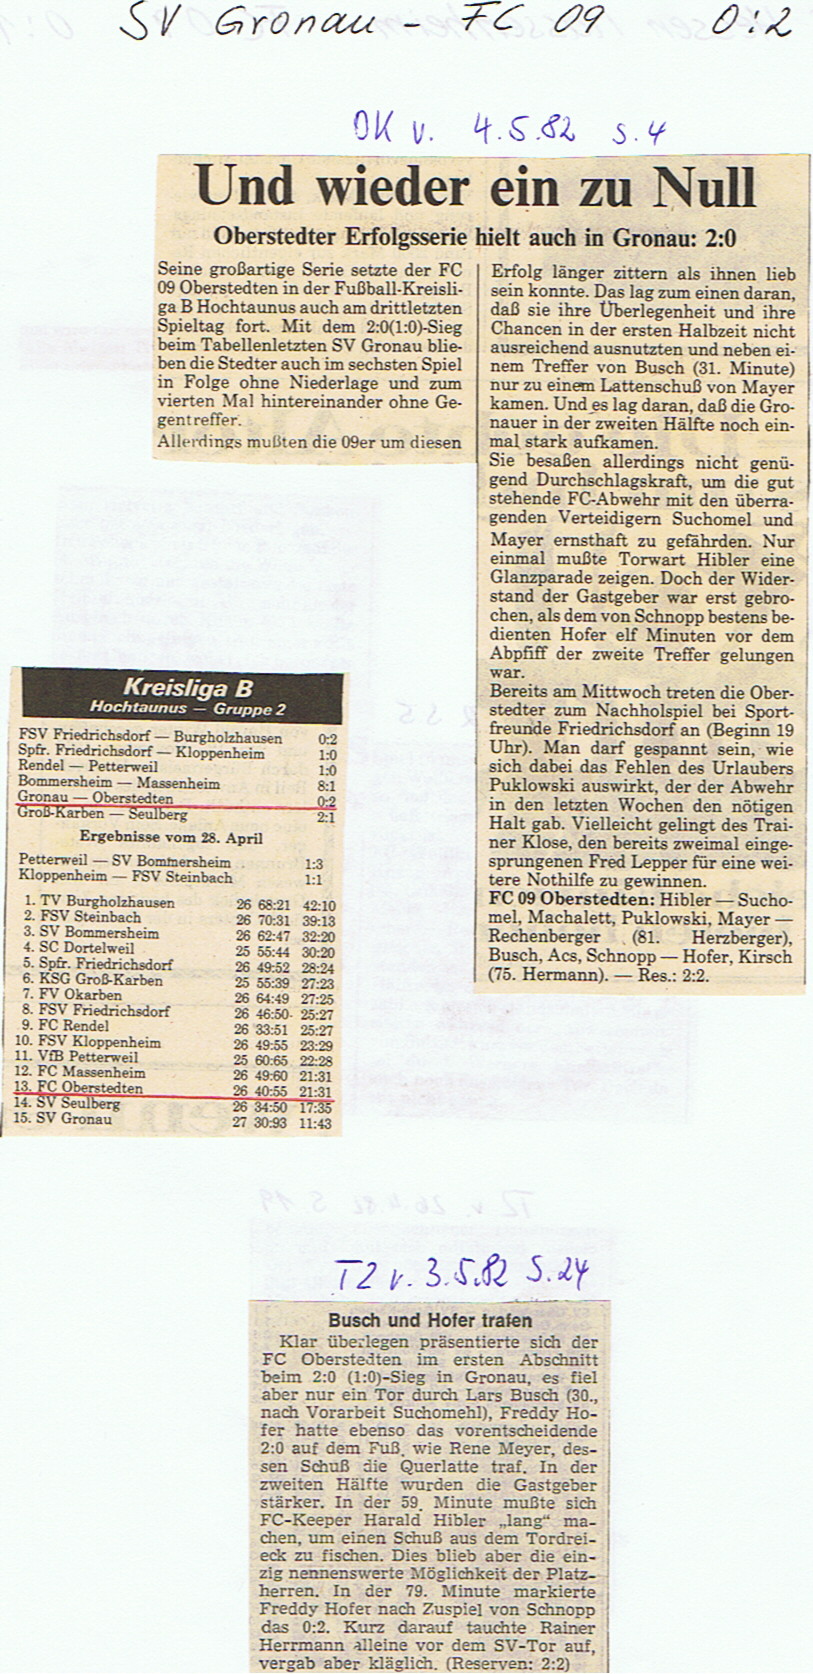 SV Gronau - FC 09 0:2
DK v. 4.5.82 S.4
Und wieder ein zu Null
Oberstedter Erfolgsserie hielt auch in Gronau: 2:0
Seine großartige Serie setzte der FC
09 Oberstedten in der Fußball-Kreisli-
ga B Hochtaunus auch am drittletzten
Spieltag fort. Mit dem 2:0(1:0)-Sieg
beim Tabellenletzten SV Gronau blie-
ben die Stedter auch im sechsten Spiel
in Folge ohne Niederlage und zum
vierten Mal hintereinander ohne Ge-
gentreffer.
Allerdings mußten die 09er um diesen
Erfolg länger zittern als ihnen lieb
sein konnte. Das lag zum einen daran,
daß sie ihre Überlegenheit und ihre
Chancen in der ersten Halbzeit nicht
ausreichend ausnutzten und neben ei-
nem Treffer von Busch (31. Minute)
nur zu einem Lattenschuß von Mayer
kamen. Und es lag daran, daß die Gro-
nauer in der zweiten Hälfte noch ein-
mal stark aufkamen.
Sie besaßen allerdings nicht genü-
gend Durchschlagskraft, um die gut
stehende FC-Abwehr mit den überra-
genden Verteidigern Suchomel und
Mayer ernsthaft zu gefährden. Nur
einmal mußte Torwart Hibler eine
Glanzparade zeigen. Doch der Wider-
stand der Gastgeber war erst gebro-
chen, als dem von Schnopp bestens be-
dienten Hofer elf Minuten vor dem
Abpfiff der zweite Treffer gelungen
war.
Bereits am Mittwoch treten die Ober-
stedter zum Nachholspiel bei Sport-
freunde Friedrichsdorf an (Beginn 19
Uhr). Man darf gespannt sein, wie
sich dabei das Fehlen des Urlaubers
Puklowski auswirkt, der der Abwehr
in den letzten Wochen den nötigen
Halt gab. Vielleicht gelingt des Trai-
ner Klose, den bereits zweimal einge-
sprungenen Fred Lepper für eine wei-
tere Nothilfe zu gewinnen.
FC 09 Oberstedten: Hibler — Sucho-
mel, Machalett, Puklowski, Mayer —
Rechenberger (81. Herzberger),
Busch, Acs, Schnopp — Hofer, Kirsch
(75. Hermann). — Res.: 2:2.
Kreisliga B
Hochtaunus — Gruppe 2
FSV Friedrichsdorf — Burgholzhausen 0:2
Spfr. Friedrichsdorf — Kloppenheim 1:0
Rendel — Petterweil 1:0
Bommersheim — Massenheim 8:1
Gronau — Oberstedten 0:2
Groß-Karben — Seulberg 2:1
Ergebnisse vom 28. April
Petterweil — SV Bommersheim 1:3
Kloppenheim — FSV Steinbach 1:1
1. TV Burgholzhausen 26 68:21 42:10
2. FSV Steinbach 26 70:31 39:13
3. SV Bommersheim 26 62:47 32:20
4. SC Dortelweil 25 55:44 30:20
5. Spfr. Friedrichsdorf 26 49:52 28:24
6. KSG Groß-Karben 25 55:39 27:23
7. FV Okarben 26 64:49 27:25
8. FSV Friedrichsdorf 26 46:50 25:27
9. FC Rendel 26 33:51 25:27
10. FSV Kloppenheim 26 49:55 23:29
11. VfB Petterweil 25 60:65 22:28
12. FC Massenheim 26 49:60 21:31
13. FC Oberstedten 26 40:55 21:31
14. SV Seulberg 26 34:50 17:35
15. SV Gronau 27 30:93 11:43
TZ v. 3.5.82 S.24
Busch und Hofer trafen
Klar überlegen präsentierte sich der
FC Oberstedten im ersten Abschnitt
beim 2:0 (1:0)-Sieg in Gronau, es fiel
aber nur ein Tor durch Lars Busch (30.,
nach Vorarbeit Suchomehl), Freddy Ho-
fer hatte ebenso das vorentscheidende
2:0 auf dem Fuß, wie Rene Meyer, des-
sen Schuß die Querlatte traf. In der
zweiten Hälfte wurden die Gastgeber
stärker. In der 59. Minute mußte sich
FC-Keeper Harald Hibler „lang" ma-
chen, um einen Schuß aus dem Tordrei-
eck zu fischen. Dies blieb aber die ein-
zig nennenswerte Möglichkeit der Platz-
herren. In der 79. Minute markierte
Freddy Hofer nach Zuspiel von Schnopp
das 0:2. Kurz darauf tauchte Rainer
Herrmann alleine vor dem SV-Tor auf,
vergab aber kläglich. (Reserven: 2:2)